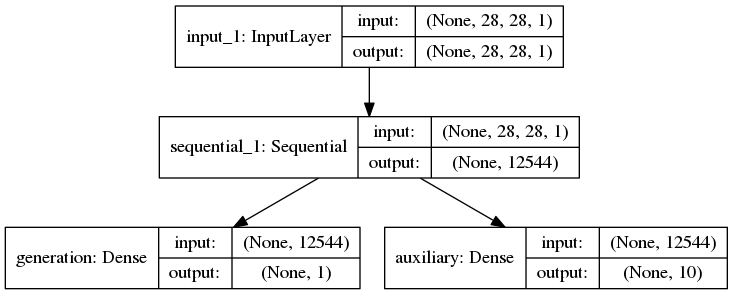 input_1: InputLayer
input: (None, 28, 28, 1)
output: (None, 28, 28, 1)
sequential_1: Sequential
input: (None, 28, 28, 1)
output: (None, 12544)
generation: Dense
input: (None, 12544)
output: (None, 1)
auxiliary: Dense
input: (None, 12544)
output: (None, 10)